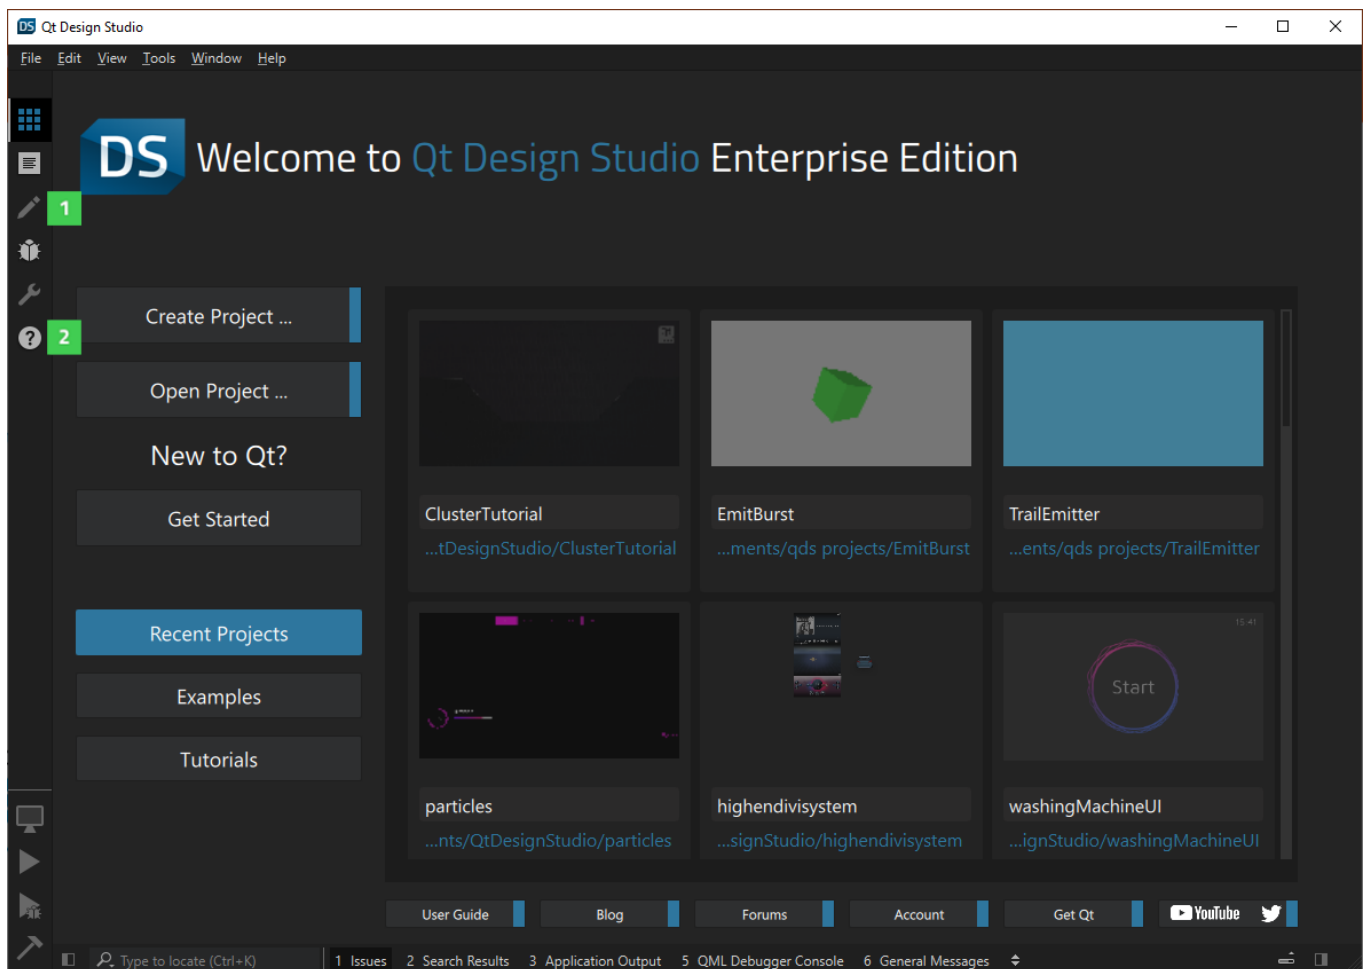 DS Qt Design Studio
File Edit View Tools Window Help
DS Welcome to Qt Design Studio Enterprise Edition
1
2
Create Project ...
Open Project ...
New to Qt?
Get Started
Recent Projects
Examples
Tutorials
ClusterTutorial
...tDesignStudio/ClusterTutorial
EmitBurst
...ments/qds projects/EmitBurst
TrailEmitter
...ents/qds projects/TrailEmitter
particles
...nts/QtDesignStudio/particles
highendivisystem
...signStudio/highendivisystem
15:41
Start
washingMachineUI
...ignStudio/washingMachineUI
User Guide Blog Forums Account Get Qt YouTube
Type to locate (Ctrl+K) 1 Issues 2 Search Results 3 Application Output 5 QML Debugger Console 6 General Messages